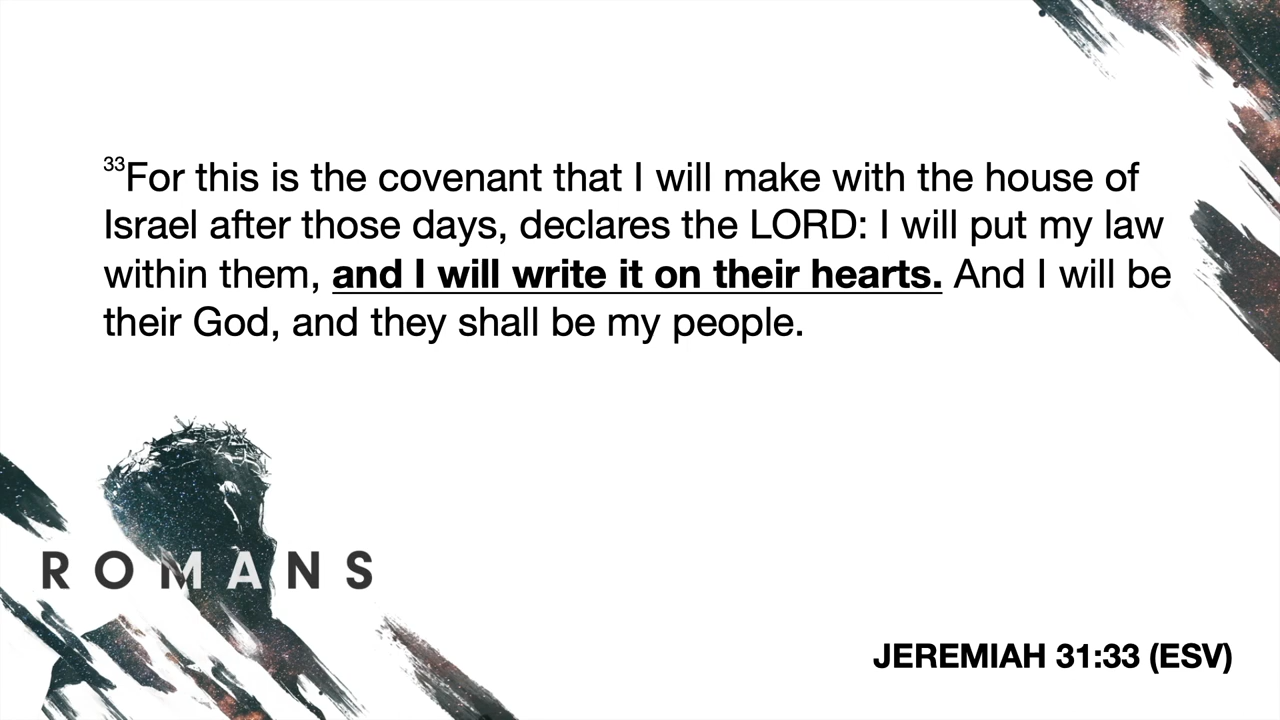 33For this is the covenant that I will make with the house of
Israel after those days, declares the LORD: I will put my law
within them, and I will write it on their hearts. And I will be
their God, and they shall be my people.
ROMANS
JEREMIAH 31:33 (ESV)